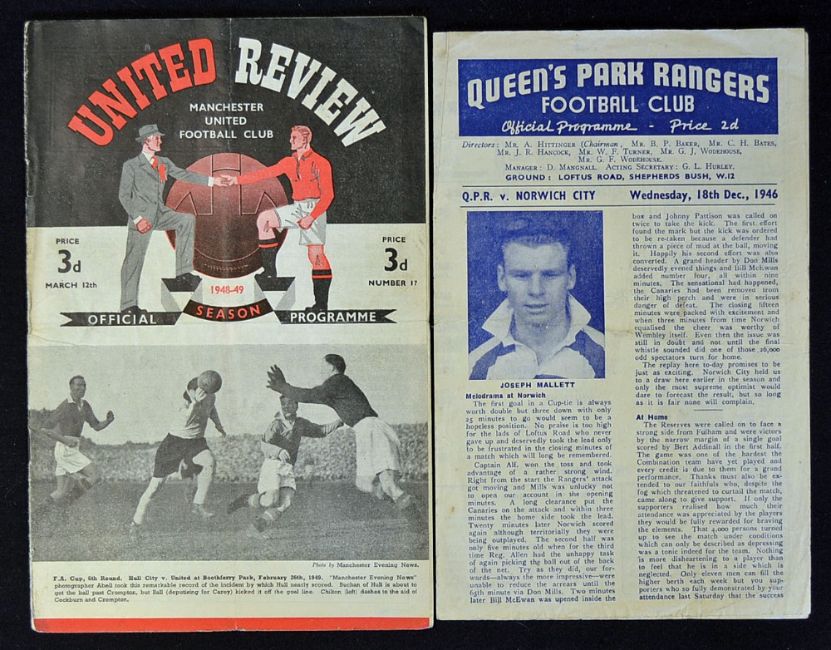 UNITED REVIEW
MANCHESTER
UNITED
FOOTBALL CLUB
PRICE
3d
MARCH 12th
PRICE
3d
NUMBER 17
1948-49
OFFICIAL SEASON PROGRAMME
Photo by Manchester Evening News.
F.A. Cup, 6th Round. Hull City v. United at Boothferry Park, February 26th, 1949. "Manchester Evening News"
photographer Abell took this remarkable record of the incident by which Hull nearly scored. Buchan of Hull is about to
get the ball past Crompton, but Ball (deputising for Carey) kicked it off the goal line. Chilton (left) dashes to the aid of
Cockburn and Crompton.
QUEEN'S PARK RANGERS
FOOTBALL CLUB
Official Programme - Price 2d
Directors: Mr. A. Hittinger (Chairman, Mr. B. P. Baker, Mr. C. H. Bates,
Mr. J. R. Hancock, Mr. W. F. Turner, Mr. G. J. Wodehouse,
Mr. G. F. Wodehouse.
Manager: D. Mangnall. Acting Secretary: G. L. Hurley.
GROUND: LOFTUS ROAD, SHEPHERDS BUSH, W.12
Q.P.R. v. NORWICH CITY Wednesday, 18th Dec., 1946
JOSEPH MALLETT
Melodrama at Norwich
The first goal in a Cup-tie is always
worth double but three down with only
25 minutes to go would seem to be a
hopeless position. No praise is too high
for the lads of Loftus Road who never
gave up and deservedly took the lead only
to be frustrated in the closing minutes of
a match which will long be remembered.
Captain Alf. won the toss and took
advantage of a rather strong wind.
Right from the start the Rangers' attack
got moving and Mills was unlucky not
to open our account in the opening
minutes. A long clearance put the
Canaries on the attack and within three
minutes the home side took the lead.
Twenty minutes later Norwich scored
again although territorially they were
being outplayed. The second half was
only five minutes old when for the third
time Reg. Allen had the unhappy task
of again picking the ball out of the back
of the net. Try as they did, our for-
wards—always the more impressive—were
unable to reduce the arrears until the
65th minute via Don Mills. Two minutes
later Bill McEwan was upened inside the
box and Johnny Pattison was called on
twice to take the kick. The first effort
found the mark but the kick was ordered
to be re-taken because a defender had
thrown a piece of mud at the ball, moving
it. Happily his second effort was also
converted. A grand header by Don Mills
deservedly evened things and Bill McEwan
added number four, all within nine
minutes. The sensational had happened,
the Canaries had been removed from
their high perch and were in serious
danger of defeat. The closing fifteen
minutes were packed with excitement and
when three minutes from time Norwich
equalised the cheer was worthy of
Wembley itself. Even then the issue was
still in doubt and not until the final
whistle sounded did one of those 26,000
odd spectators turn for home.
The replay here to-day promises to be
just as exciting, Norwich City held us
to a draw here earlier in the season and
only the most supreme optimist would
dare to forecast the result, but so long
as it is fair none will complain.
At Home
The Reserves were called on to face a
strong side from Fulham and were victors
by the narrow margin of a single goal
scored by Bert Addinall in the first half.
The game was one of the hardest the
Combination team have yet played and
every credit is due to them for a grand
performance. Thanks must also be ex-
tended to our faithfuls who, despite the
fog which threatened to curtail the match,
came along to give support. If only the
supporters realised how much their
attendance was appreciated by the players
they would be fully rewarded for braving
the elements. That 4,000 persons turned
up to see the match under conditions
which can only be described as depressing
was a tonic indeed for the team. Nothing
is more disheartening to a player than
to feel that he is in a side which is
neglected. Only eleven men can fill the
higher berth each week but you sup-
porters who so fully demonstrated by your
attendance last Saturday that the success